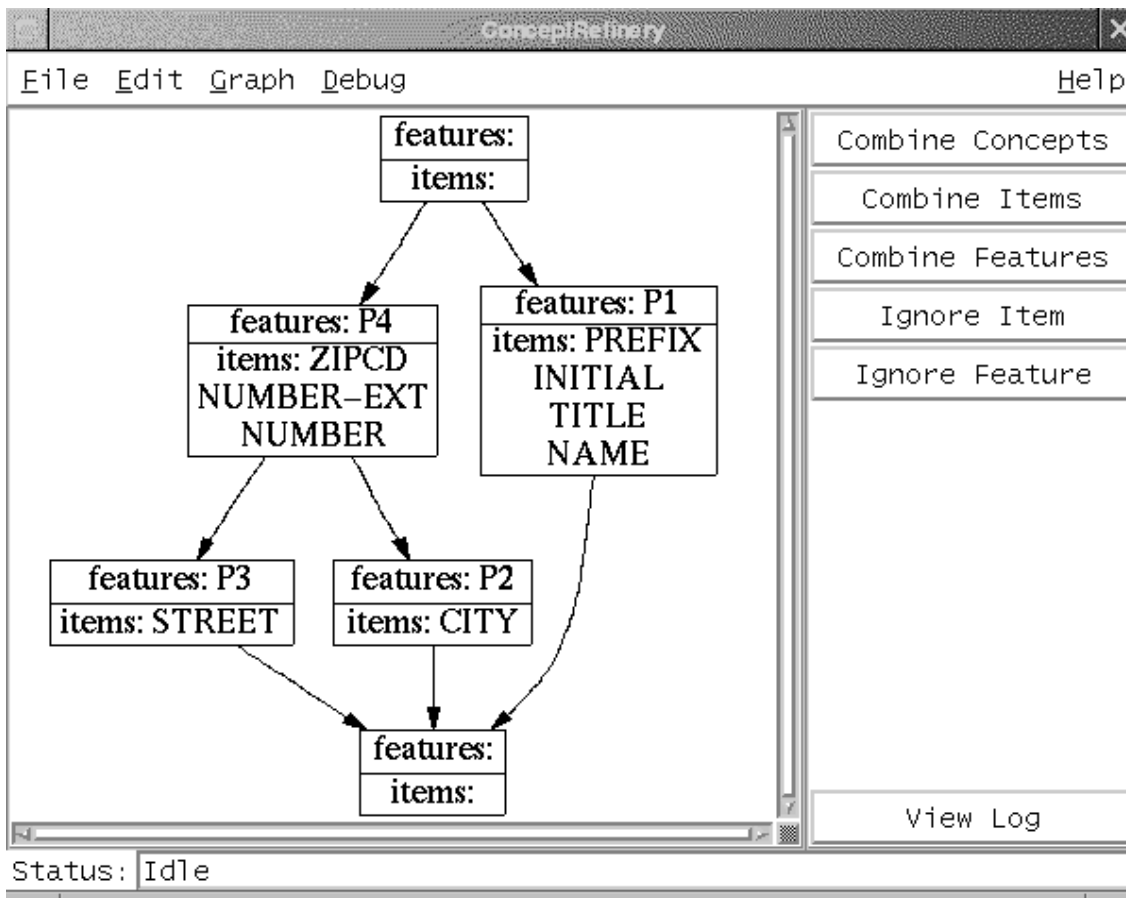 ConceptRefinery
File Edit Graph Debug Help
features:
items:
features: P4
items: ZIPCD
NUMBER-EXT
NUMBER
features: P1
items: PREFIX
INITIAL
TITLE
NAME
features: P3
items: STREET
features: P2
items: CITY
features:
items:
Combine Concepts
Combine Items
Combine Features
Ignore Item
Ignore Feature
View Log
Status: Idle